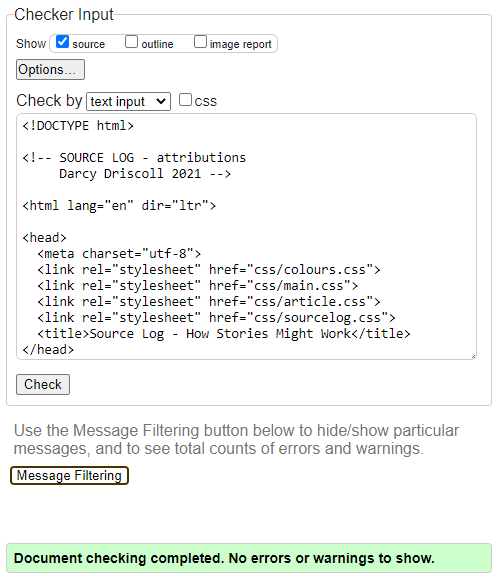 Checker Input
Show source outline image report
Options...
Check by text input css
<!DOCTYPE html>
<!-- SOURCE LOG - attributions
Darcy Driscoll 2021 -->
<html lang="en" dir="ltr">
<head>
<meta charset="utf-8">
<link rel="stylesheet" href="css/colours.css">
<link rel="stylesheet" href="css/main.css">
<link rel="stylesheet" href="css/article.css">
<link rel="stylesheet" href="css/sourcelog.css">
<title>Source Log - How Stories Might Work</title>
</head>
Check
Use the Message Filtering button below to hide/show particular
messages, and to see total counts of errors and warnings.
Message Filtering
Document checking completed. No errors or warnings to show.